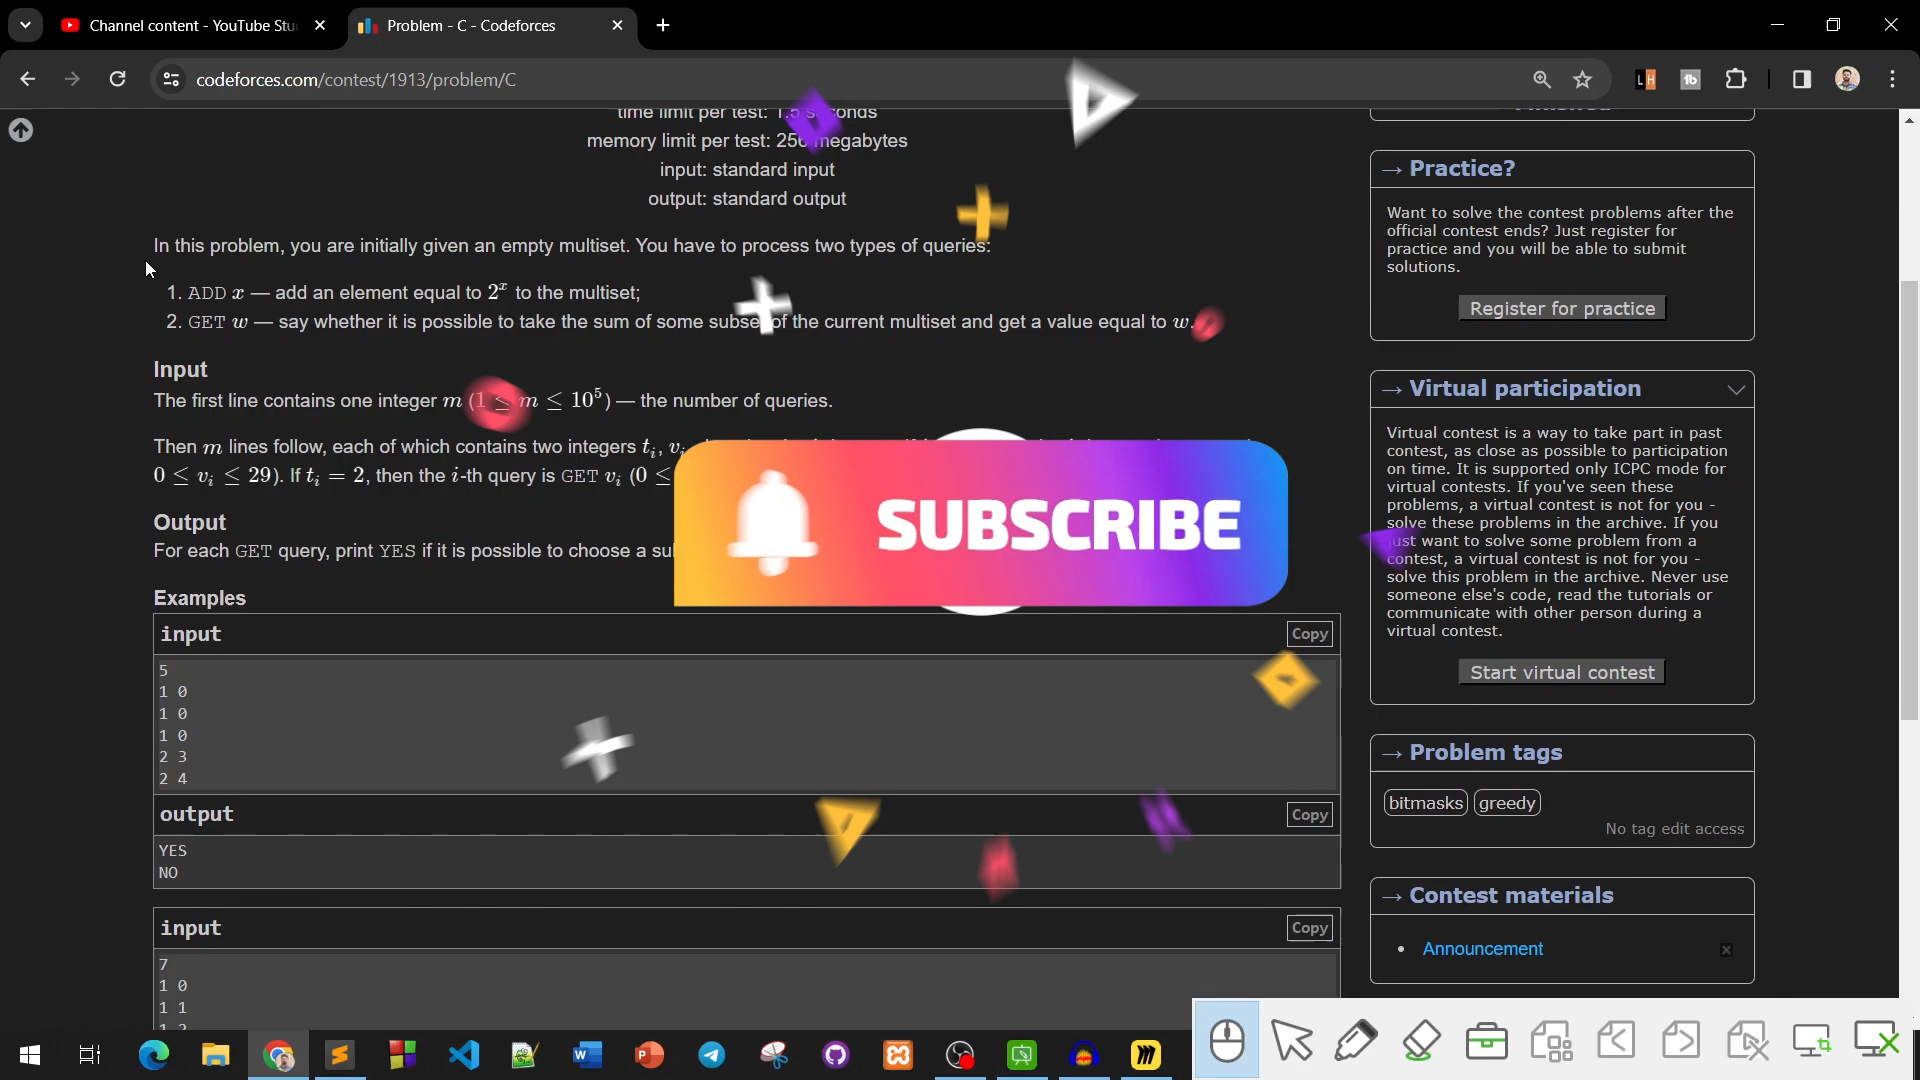 Channel content - YouTube Stu
Problem - C - Codeforces
codeforces.com/contest/1913/problem/C
time limit per test: 1.5 seconds
memory limit per test: 256 megabytes
input: standard input
output: standard output
In this problem, you are initially given an empty multiset. You have to process two types of queries:
1. ADD x — add an element equal to 2^x to the multiset;
2. GET w — say whether it is possible to take the sum of some subset of the current multiset and get a value equal to w.
Input
The first line contains one integer m (1 ≤ m ≤ 10^5) — the number of queries.
Then m lines follow, each of which contains two integers t_i, v_i
0 ≤ v_i ≤ 29). If t_i = 2, then the i-th query is GET v_i (0 ≤
Output
For each GET query, print YES if it is possible to choose a su
SUBSCRIBE
Examples
input
Copy
5
1 0
1 0
1 0
2 3
2 4
output
Copy
YES
NO
input
Copy
7
1 0
1 1
1 2
→ Practice?
Want to solve the contest problems after the
official contest ends? Just register for
practice and you will be able to submit
solutions.
Register for practice
→ Virtual participation
Virtual contest is a way to take part in past
contest, as close as possible to participation
on time. It is supported only ICPC mode for
virtual contests. If you've seen these
problems, a virtual contest is not for you -
solve these problems in the archive. If you
just want to solve some problem from a
contest, a virtual contest is not for you -
solve this problem in the archive. Never use
someone else's code, read the tutorials or
communicate with other person during a
virtual contest.
Start virtual contest
→ Problem tags
bitmasks greedy
No tag edit access
→ Contest materials
Announcement